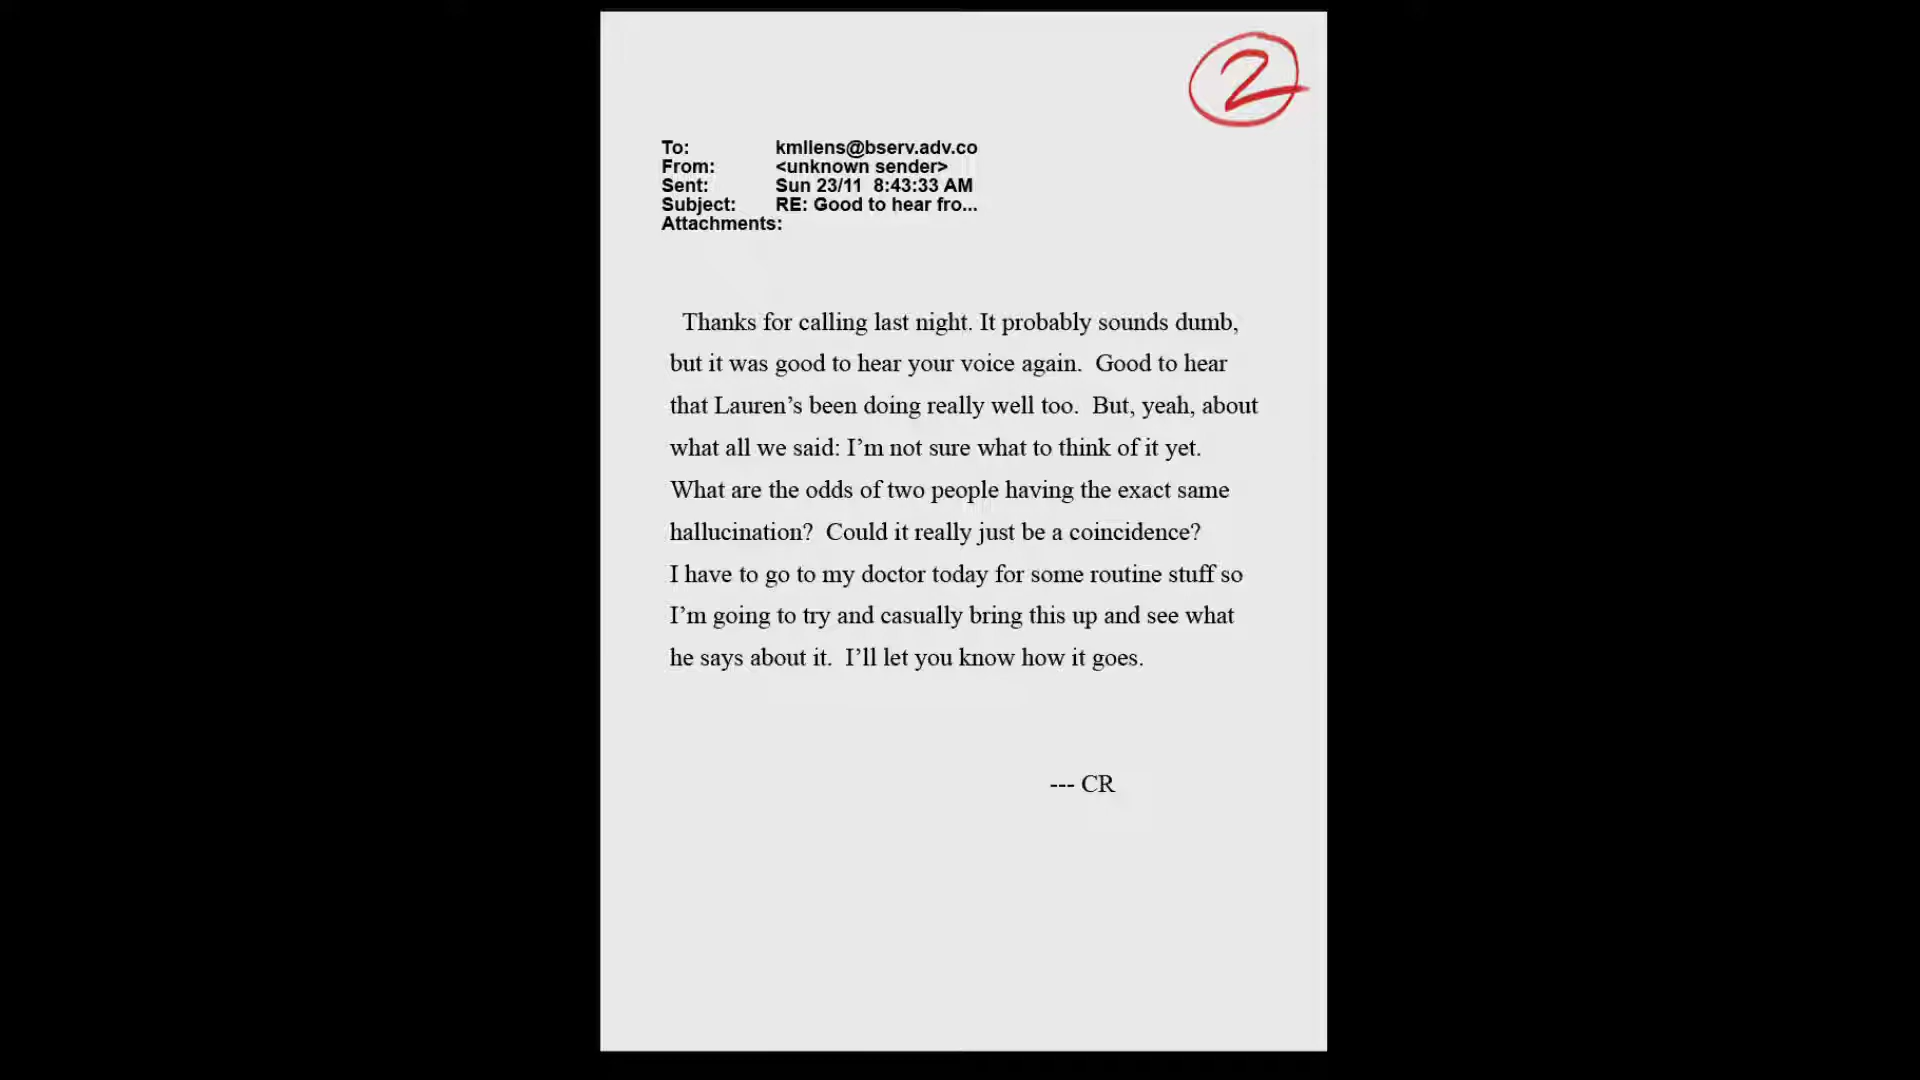 2
To: kmllens@bserv.adv.co
From: <unknown sender>
Sent: Sun 23/11 8:43:33 AM
Subject: RE: Good to hear fro...
Attachments:
Thanks for calling last night. It probably sounds dumb,
but it was good to hear your voice again. Good to hear
that Lauren’s been doing really well too. But, yeah, about
what all we said: I’m not sure what to think of it yet.
What are the odds of two people having the exact same
hallucination? Could it really just be a coincidence?
I have to go to my doctor today for some routine stuff so
I’m going to try and casually bring this up and see what
he says about it. I’ll let you know how it goes.
--- CR